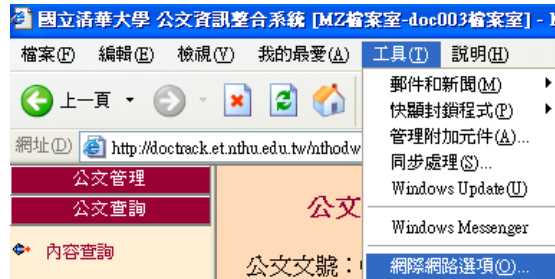 國立清華大學 公文資訊整合系統 [MZ檔案室-doc003檔案室] -
檔案(F) 編輯(E) 檢視(V) 我的最愛(A) 工具(T) 說明(H)
上一頁
網址(D) http://doctrack.et.nthu.edu.tw/nthodw
郵件和新聞(M)
快顯封鎖程式(P)
管理附加元件(A)...
同步處理(S)...
Windows Update(U)
Windows Messenger
網際網路選項(O)...
公文管理
公文查詢
內容查詢
公文
公文文號：